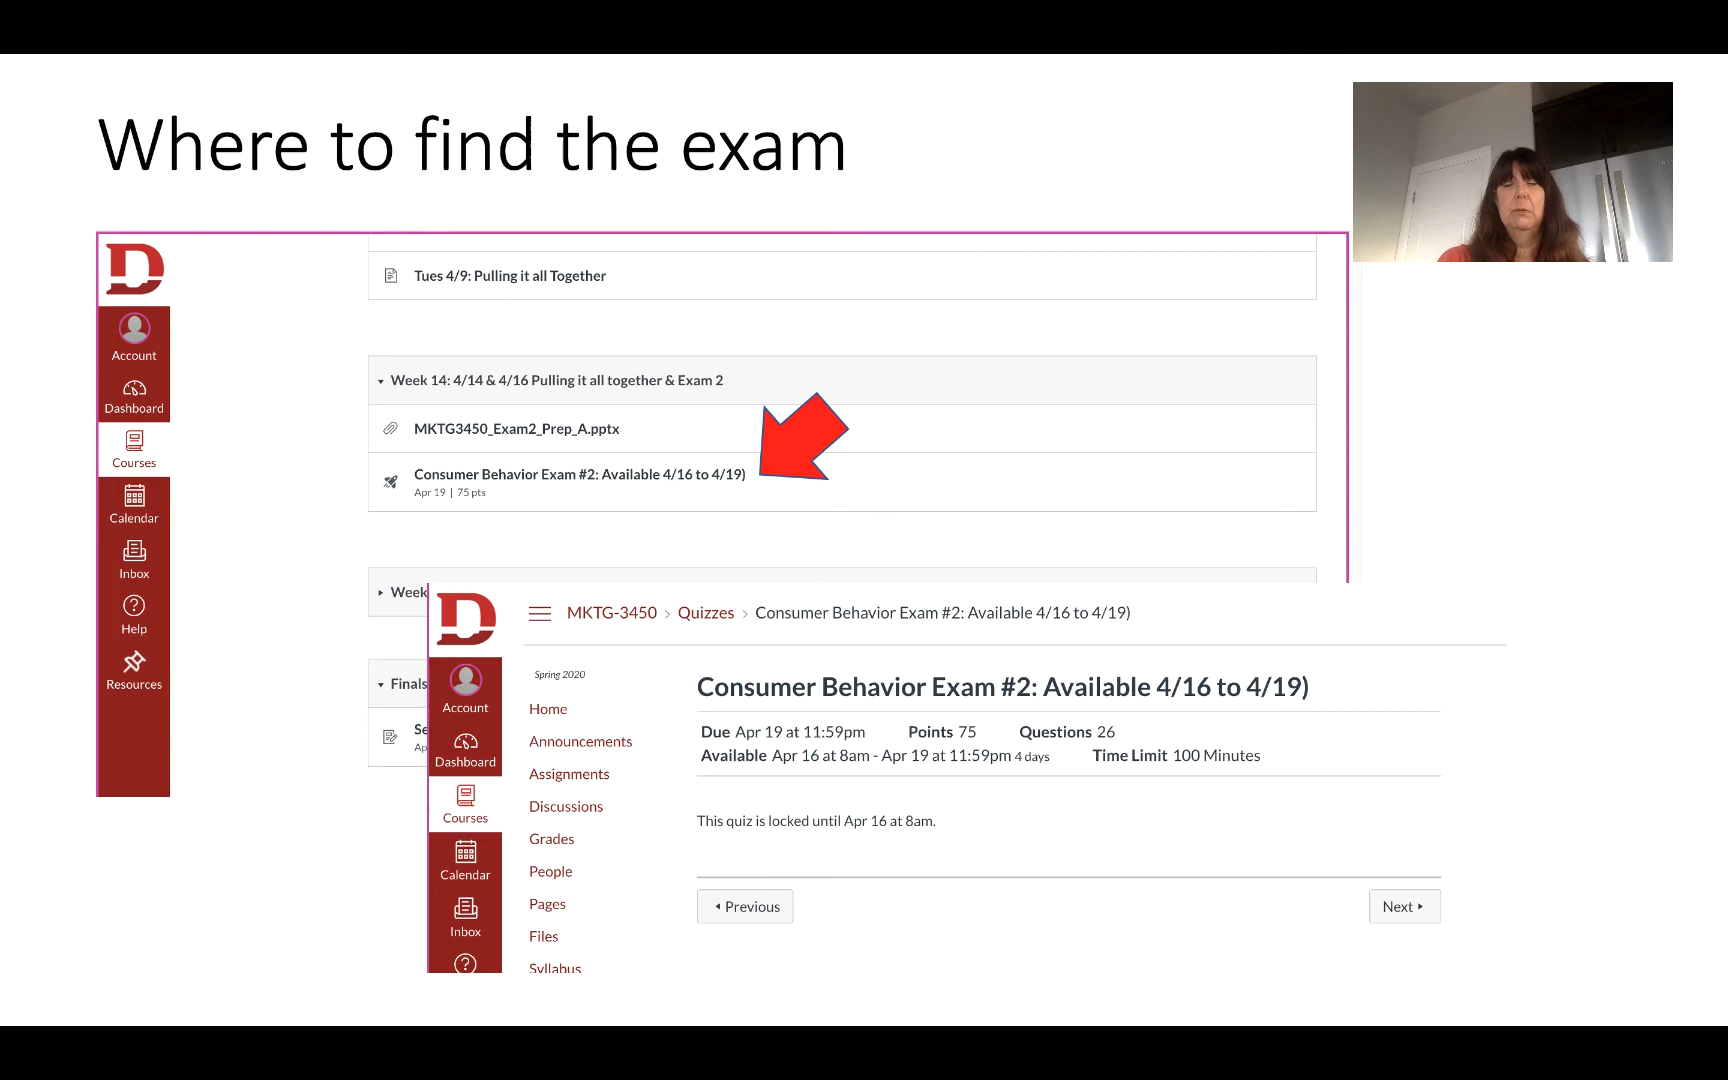 Where to find the exam
D
Account
Dashboard
Courses
Calendar
Inbox
Help
Resources
Tues 4/9: Pulling it all Together
Week 14: 4/14 & 4/16 Pulling it all together & Exam 2
MKTG3450_Exam2_Prep_A.pptx
Consumer Behavior Exam #2: Available 4/16 to 4/19)
Apr 19 | 75 pts
Week
Finals
Se
Ap
D
Account
Dashboard
Courses
Calendar
Inbox
MKTG-3450 > Quizzes > Consumer Behavior Exam #2: Available 4/16 to 4/19)
Spring 2020
Home
Announcements
Assignments
Discussions
Grades
People
Pages
Files
Syllabus
Consumer Behavior Exam #2: Available 4/16 to 4/19)
Due Apr 19 at 11:59pm Points 75 Questions 26
Available Apr 16 at 8am - Apr 19 at 11:59pm 4 days Time Limit 100 Minutes
This quiz is locked until Apr 16 at 8am.
Previous
Next